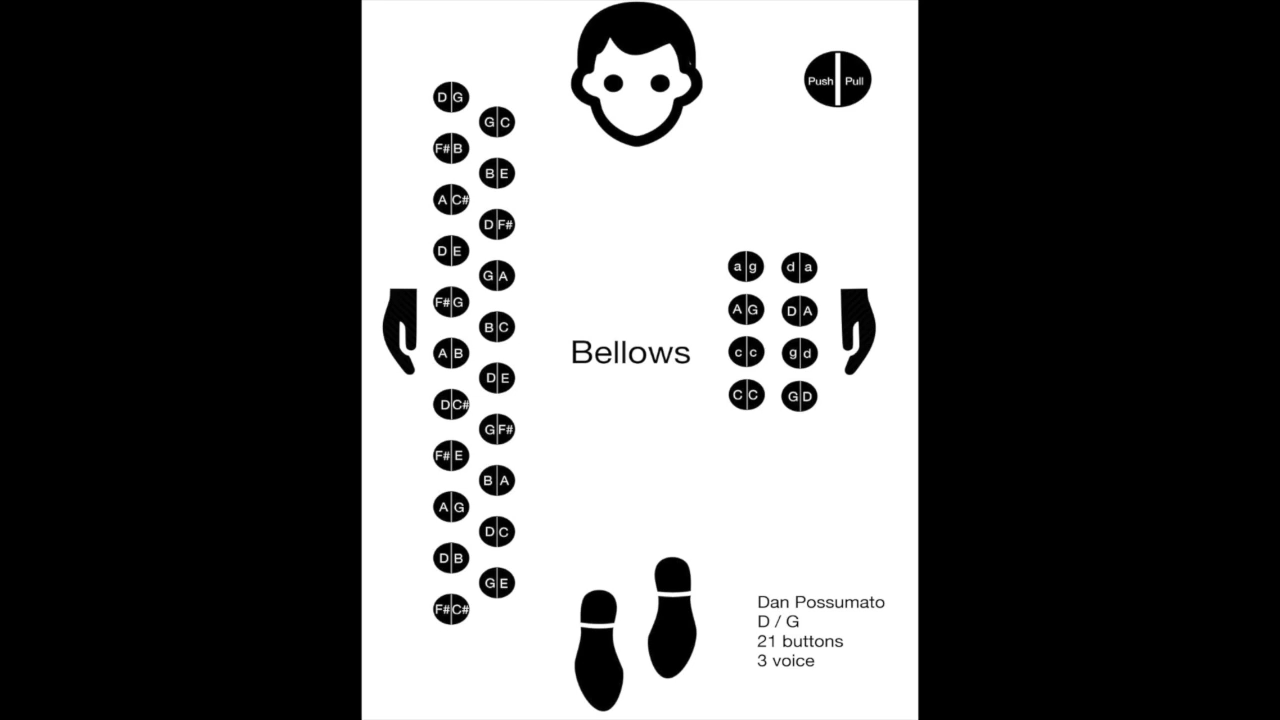 Push Pull
D G
G C
F# B
B E
A C#
D F#
D E
G A
F# G
B C
A B
D E
D C#
G F#
F# E
B A
A G
D C
D B
G E
F# C#
a g
d a
A G
D A
c c
g d
C C
G D
Bellows
Dan Possumato
D / G
21 buttons
3 voice